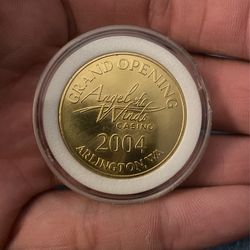 GRAND OPENING
Angel of the
Winds
CASINO
2004
ARLINGTON, WA